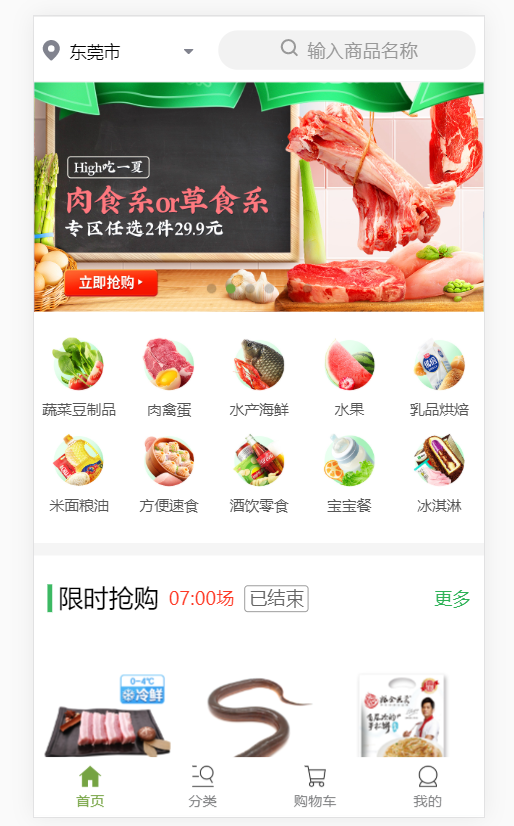 东莞市
输入商品名称
High吃一夏
肉食系or草食系
专区任选2件29.9元
立即抢购
蔬菜豆制品 肉禽蛋 水产海鲜 水果 乳品烘焙
米面粮油 方便速食 酒饮零食 宝宝餐 冰淇淋
限时抢购 07:00场 已结束 更多
0-4℃
冷鲜
首页 分类 购物车 我的